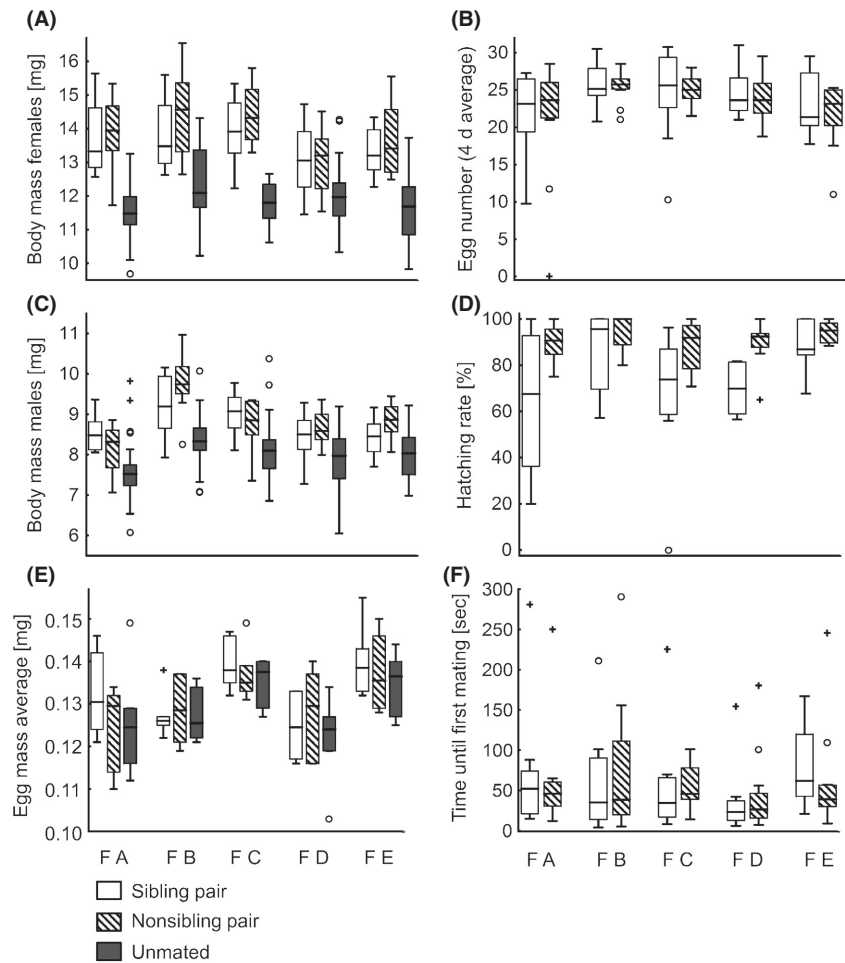 (A)
Body mass females [mg]
16
15
14
13
12
11
10
(B)
Egg number (4 d average)
30
25
20
15
10
5
0
(C)
Body mass males [mg]
11
10
9
8
7
6
(D)
Hatching rate [%]
100
80
60
40
20
0
(E)
Egg mass average [mg]
0.15
0.14
0.13
0.12
0.10
F A F B F C F D F E
(F)
Time until first mating [sec]
300
250
200
150
100
50
0
F A F B F C F D F E
Sibling pair
Nonsibling pair
Unmated